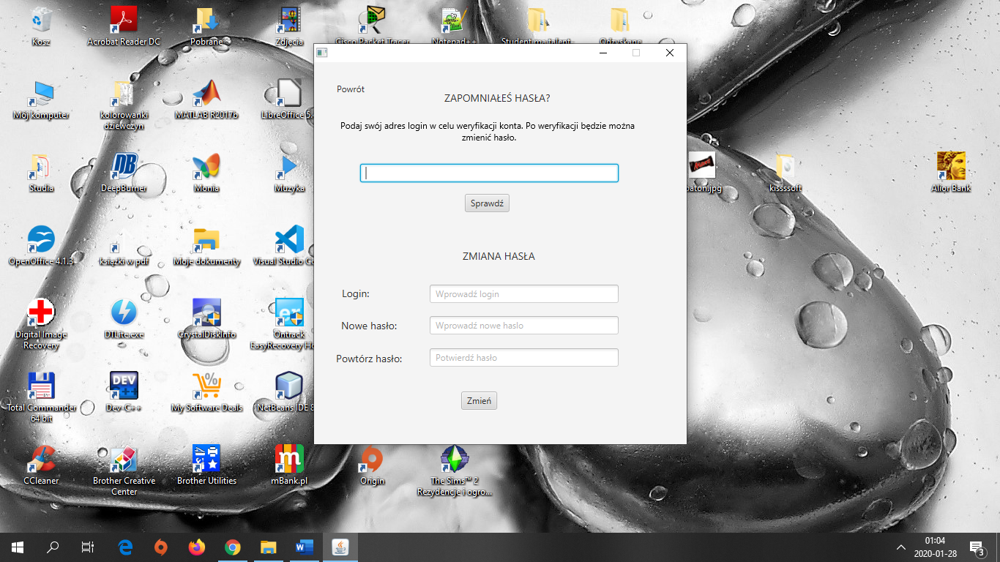 Kosz
Acrobat Reader DC
Pobrane
Zdjęcia
Cisco Packet Tracer
Notepad++
Student ma talent-
Odzyskane
Mój komputer
kolorowanki
dziewczyn
MATLAB R2017b
LibreOffice 5.
Studia
DeepBurner
Monia
Muzyka
baton.jpg
kissssoft
Alior Bank
OpenOffice 4.1.3
książki w pdf
Moje dokumenty
Visual Studio Co
Digital Image
Recovery
DTLite.exe
CrystalDiskInfo
Ontrack
EasyRecovery Ho
Total Commander
64 bit
DEV
Dev-C++
My Software Deals
NetBeans IDE 8
CCleaner
Brother Creative
Center
Brother Utilities
mBank.pl
Origin
The Sims™ 2
Rezydencje i ogro...
Powrót
ZAPOMNIAŁEŚ HASŁA?
Podaj swój adres login w celu weryfikacji konta. Po weryfikacji będzie można
zmienić hasło.
Sprawdź
ZMIANA HASŁA
Login:
Wprowadź login
Nowe hasło:
Wprowadź nowe haslo
Powtórz hasło:
Potwierdź hasło
Zmień
01:04
2020-01-28
3